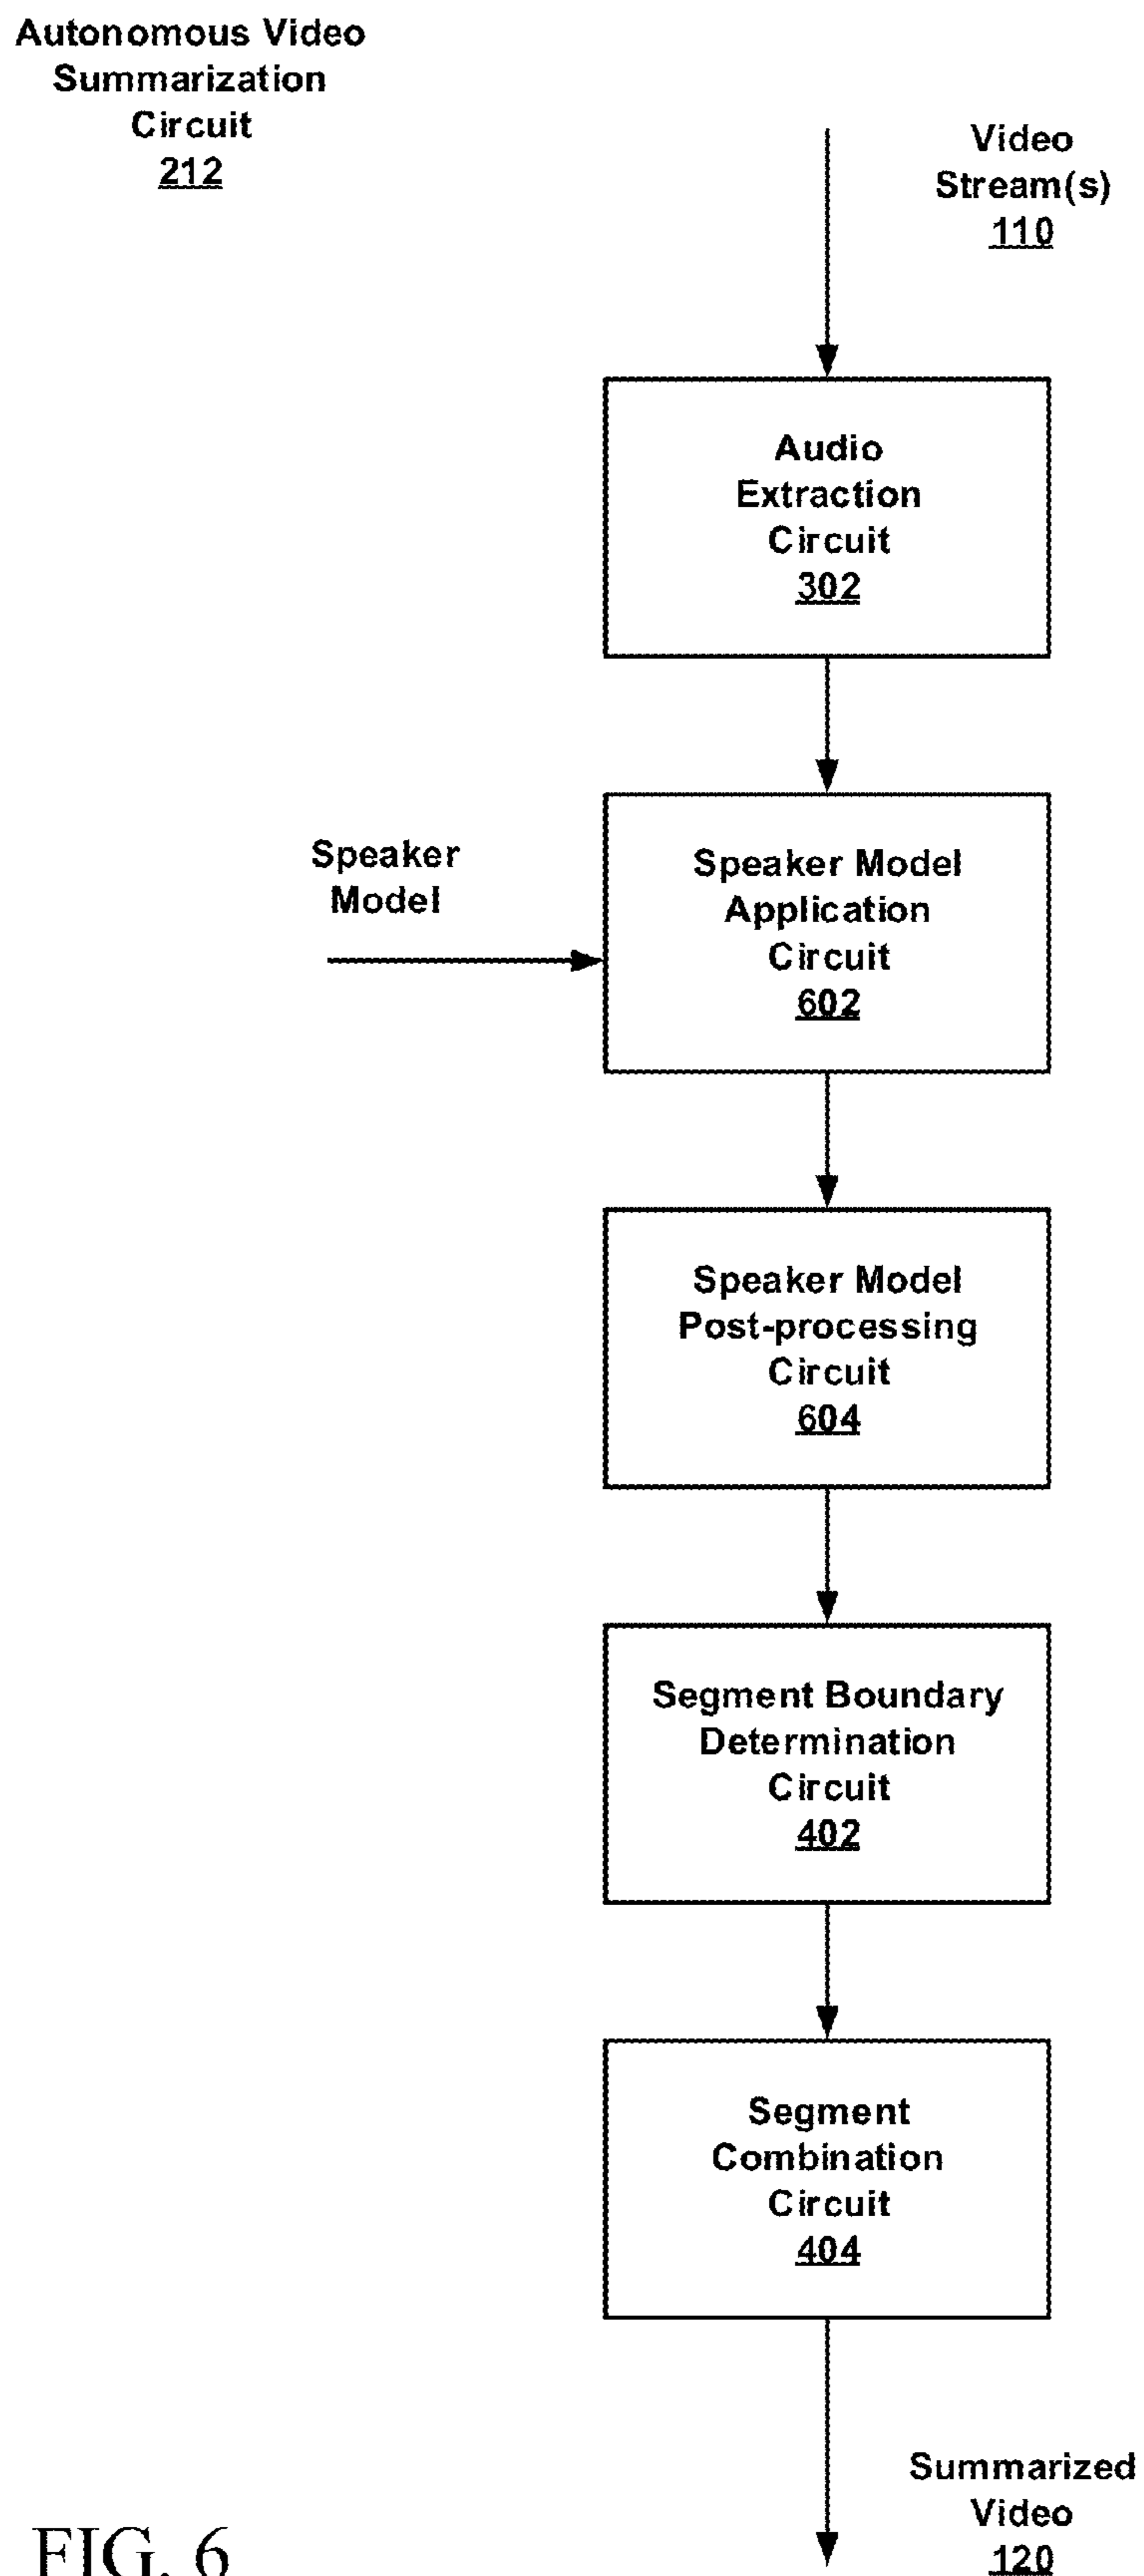 Autonomous Video
Summarization
Circuit
212
Video
Stream(s)
110
Audio
Extraction
Circuit
302
Speaker
Model
Speaker Model
Application
Circuit
602
Speaker Model
Post-processing
Circuit
604
Segment Boundary
Determination
Circuit
402
Segment
Combination
Circuit
404
Summarized
Video
120
FIG. 6